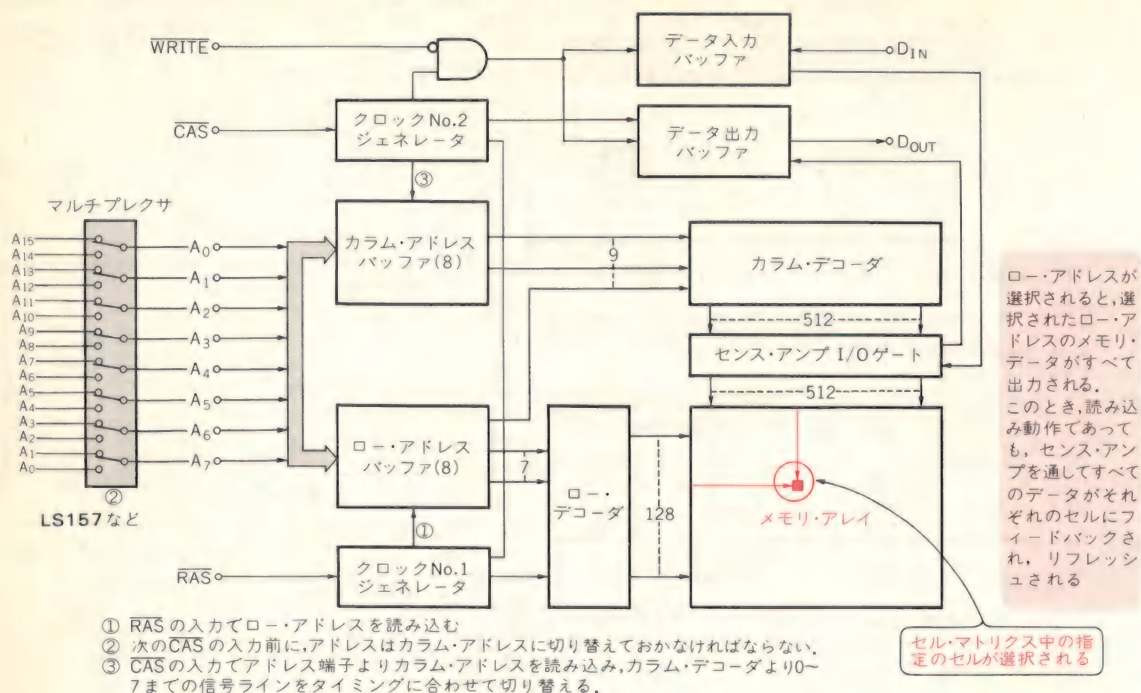 WRITE
データ入力
バッファ
DIN
CAS
クロックNo.2
ジェネレータ
データ出力
バッファ
DOUT
③
マルチプレクサ
A15
A14
A13
A12
A11
A10
A9
A8
A7
A6
A5
A4
A3
A2
A1
A0
②
LS157など
A0
A1
A2
A3
A4
A5
A6
A7
カラム・アドレス
バッファ(8)
9
カラム・デコーダ
512
センス・アンプ I/Oゲート
512
ロー・アドレス
バッファ(8)
7
ロー・
デコーダ
128
メモリ・アレイ
①
RAS
クロックNo.1
ジェネレータ
ロー・アドレスが
選択されると,選
択されたロー・ア
ドレスのメモリ・
データがすべて
出力される.
このとき,読み込
み動作であって
も,センス・アン
プを通してすべて
のデータがそれ
ぞれのセルにフ
ィードバックさ
れ,リフレッシ
ュされる
セル・マトリクス中の指
定のセルが選択される
① RASの入力でロー・アドレスを読み込む
② 次のCASの入力前に,アドレスはカラム・アドレスに切り替えておかなければならない.
③ CASの入力でアドレス端子よりカラム・アドレスを読み込み,カラム・デコーダより0~
7までの信号ラインをタイミングに合わせて切り替える.